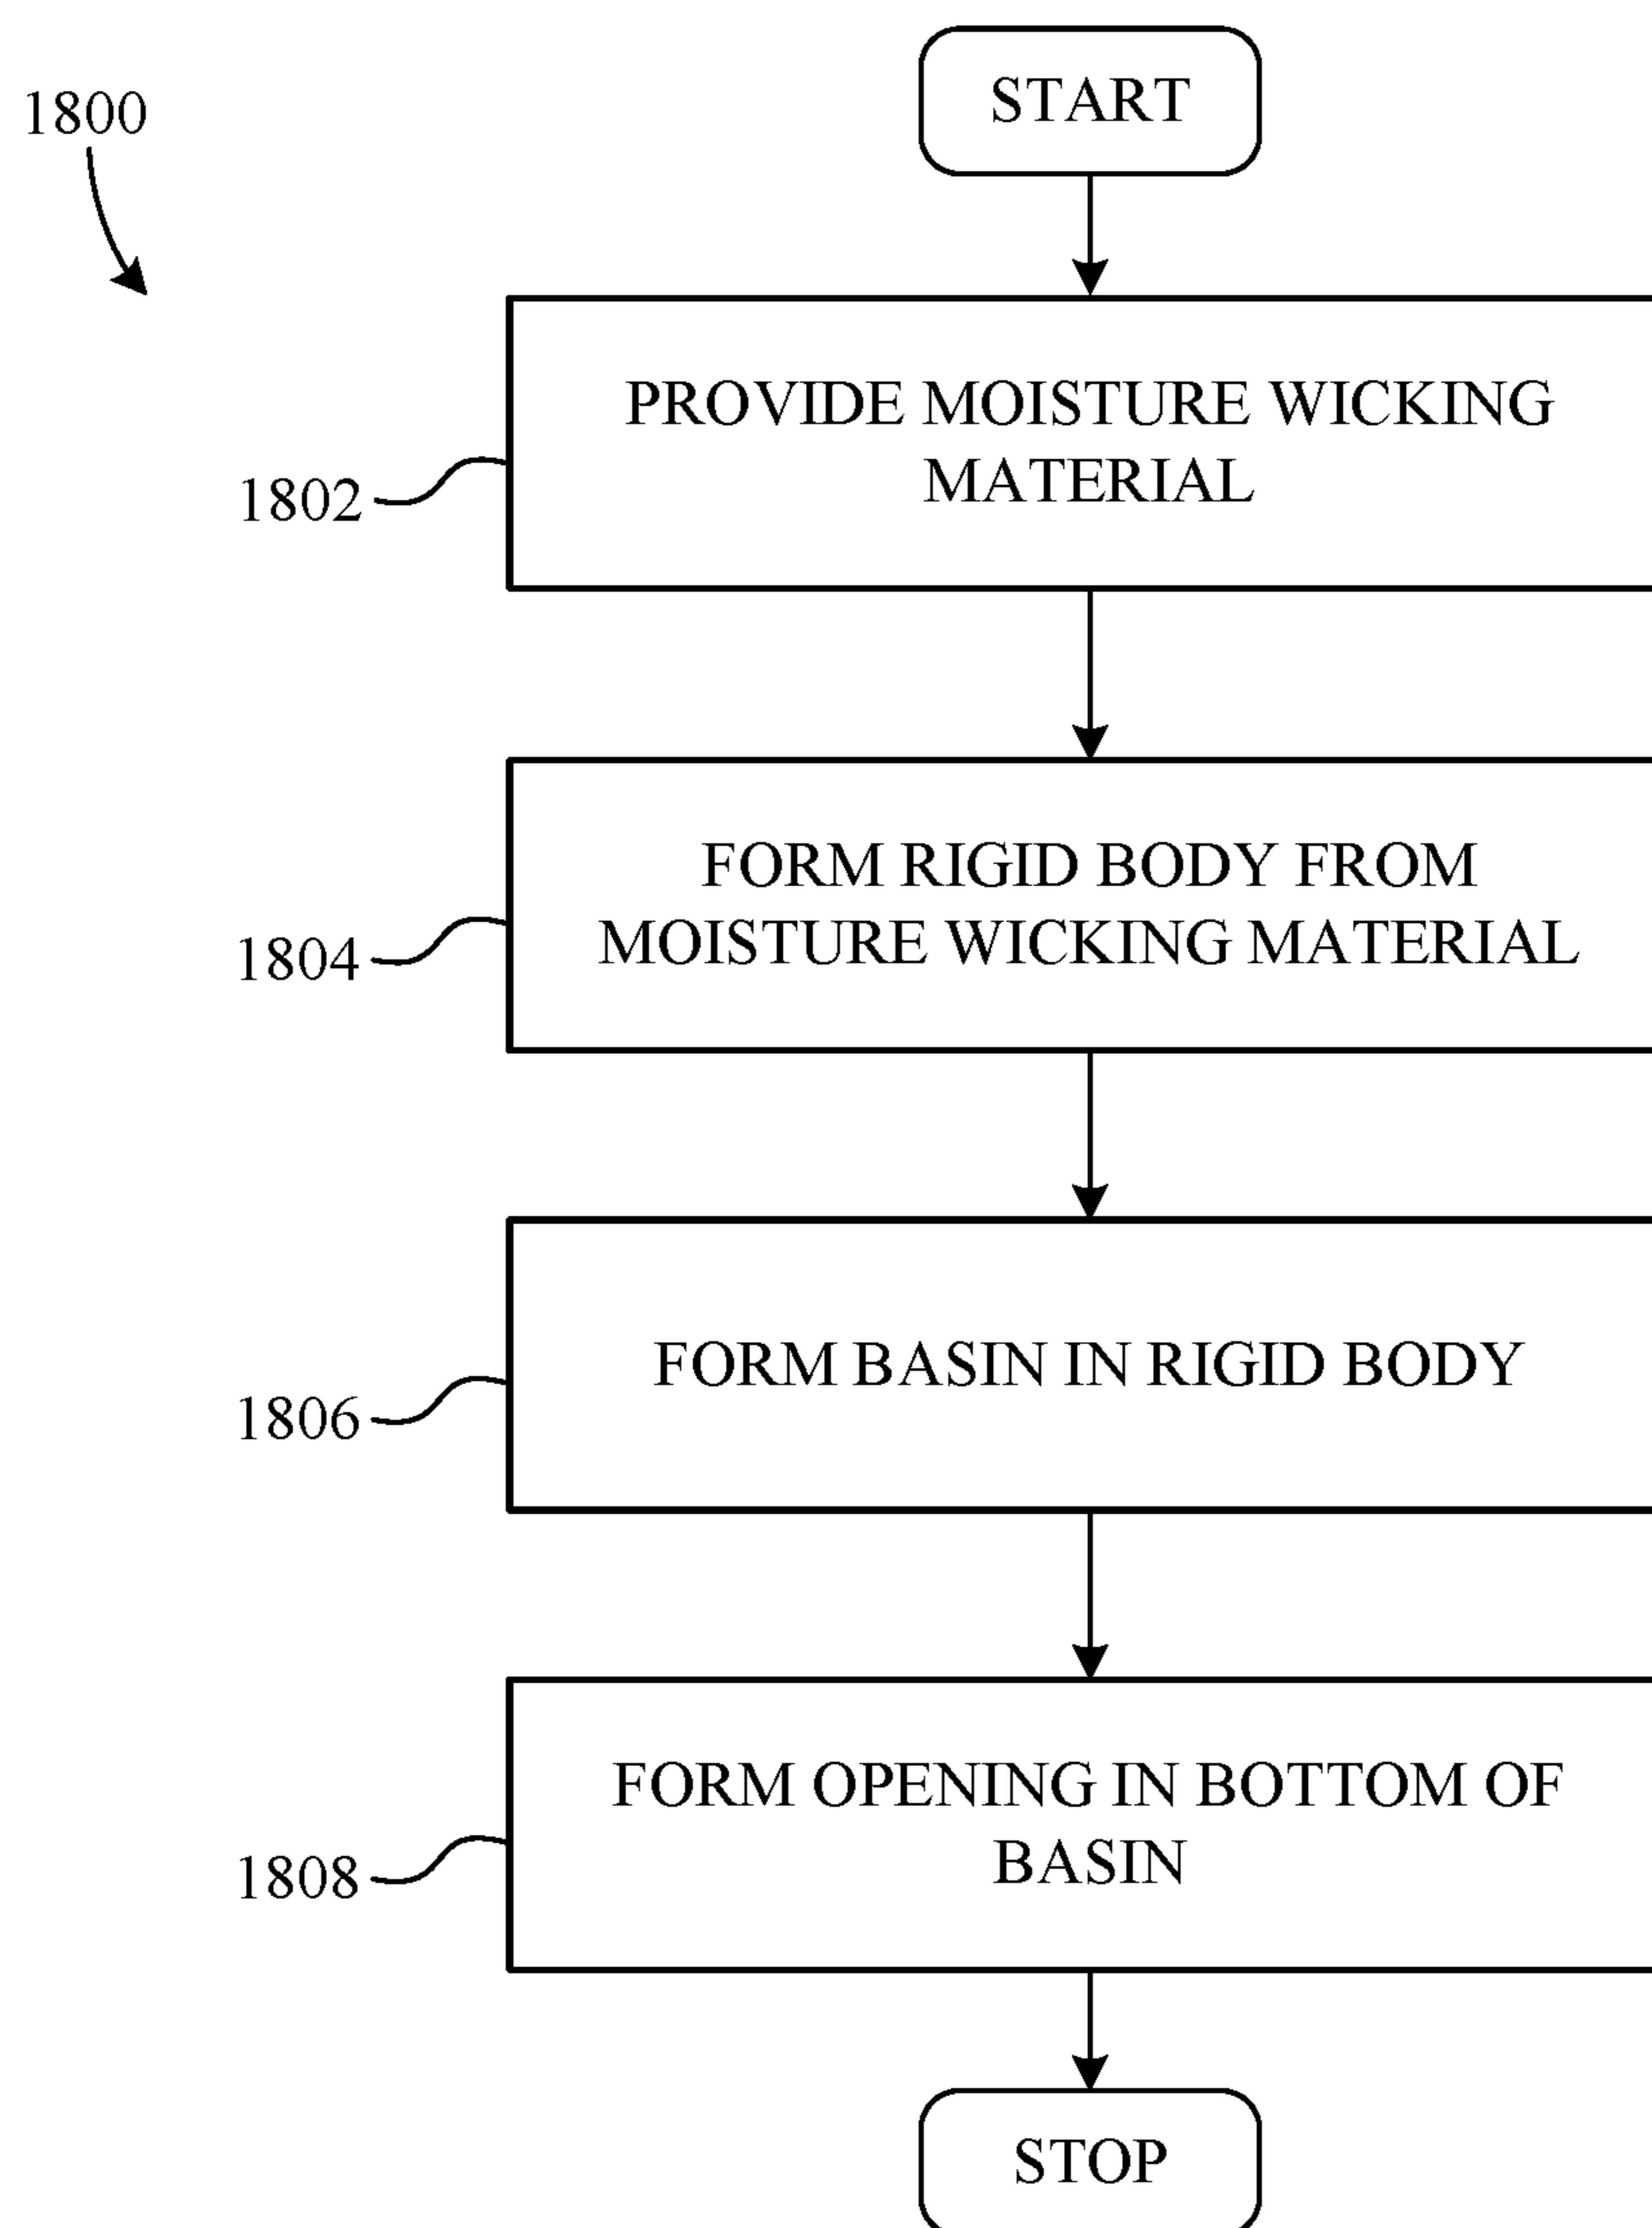 START
1800
PROVIDE MOISTURE WICKING
MATERIAL
1802
FORM RIGID BODY FROM
MOISTURE WICKING MATERIAL
1804
FORM BASIN IN RIGID BODY
1806
FORM OPENING IN BOTTOM OF
BASIN
1808
STOP